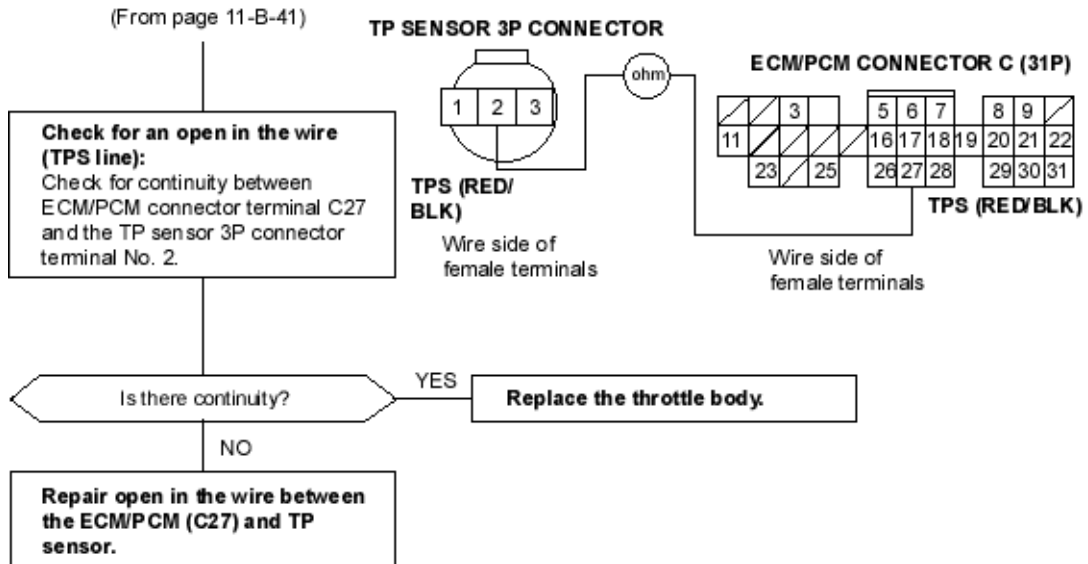 (From page 11-B-41)
TP SENSOR 3P CONNECTOR
ohm
ECM/PCM CONNECTOR C (31P)
1 2 3
3 5 6 7 8 9
11 16 17 18 19 20 21 22
23 25 26 27 28 29 30 31
Check for an open in the wire
(TPS line):
Check for continuity between
ECM/PCM connector terminal C27
and the TP sensor 3P connector
terminal No. 2.
TPS (RED/
BLK)
Wire side of
female terminals
TPS (RED/BLK)
Wire side of
female terminals
Is there continuity?
YES
Replace the throttle body.
NO
Repair open in the wire between
the ECM/PCM (C27) and TP
sensor.